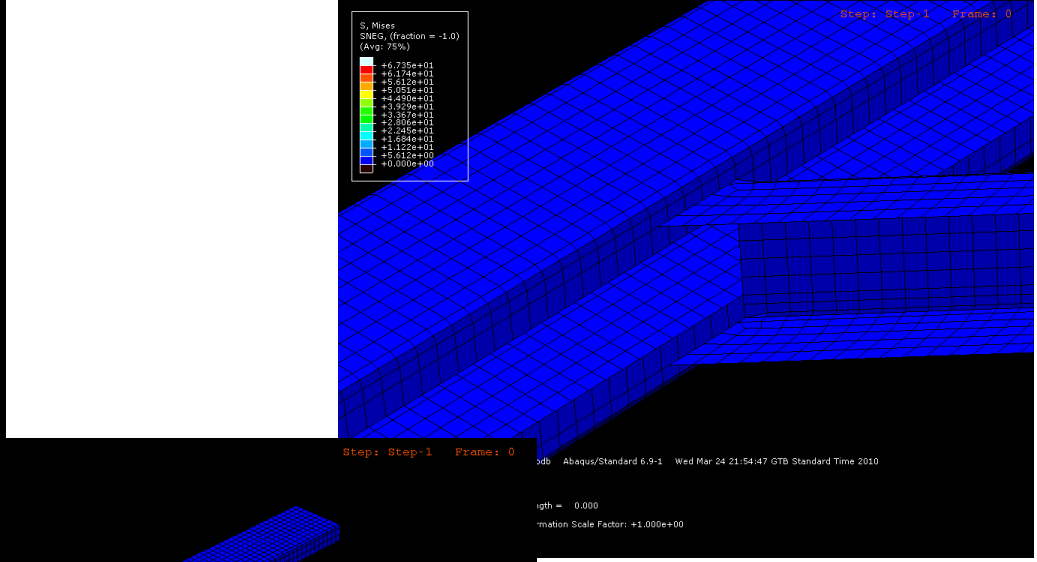 Step: Step-1 Frame: 0
S, Mises
SNEG, (fraction = -1.0)
(Avg: 75%)
+6.735e+01
+6.174e+01
+5.612e+01
+5.051e+01
+4.490e+01
+3.929e+01
+3.367e+01
+2.806e+01
+2.245e+01
+1.684e+01
+1.122e+01
+5.612e+00
+0.000e+00
Step: Step-1 Frame: 0
Abaqus/Standard 6.9-1 Wed Mar 24 21:54:47 GTB Standard Time 2010
= 0.000
Scale Factor: +1.000e+00